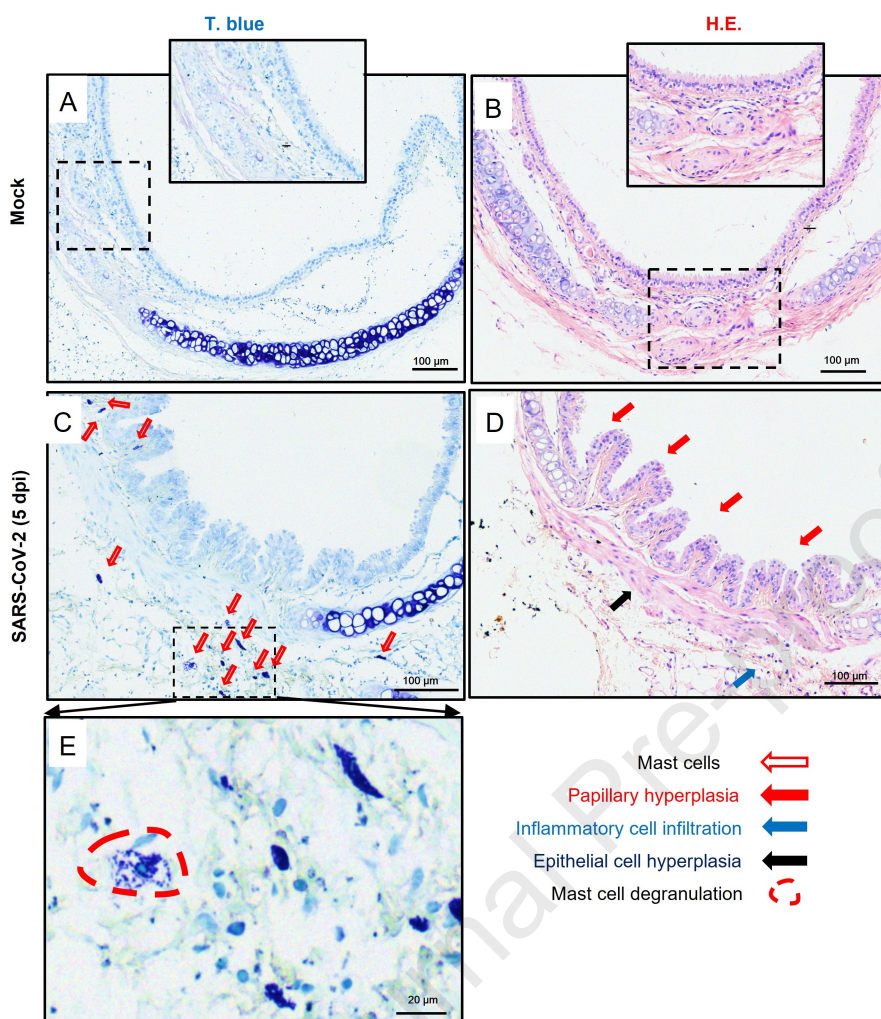 T. blue
H.E.
Mock
A
100 µm
B
100 µm
SARS-CoV-2 (5 dpi)
C
100 µm
D
100 µm
E
20 µm
Mast cells
Papillary hyperplasia
Inflammatory cell infiltration
Epithelial cell hyperplasia
Mast cell degranulation